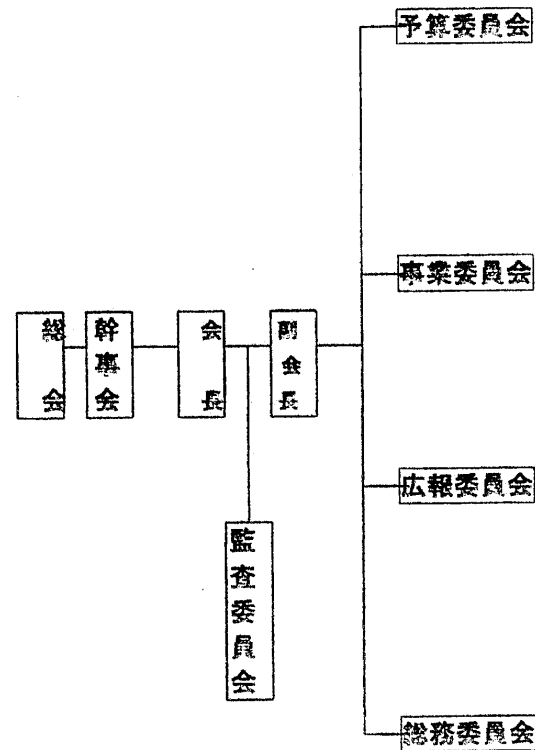 予算委員会
事業委員会
総会
幹事会
会長
副会長
広報委員会
監査委員会
総務委員会